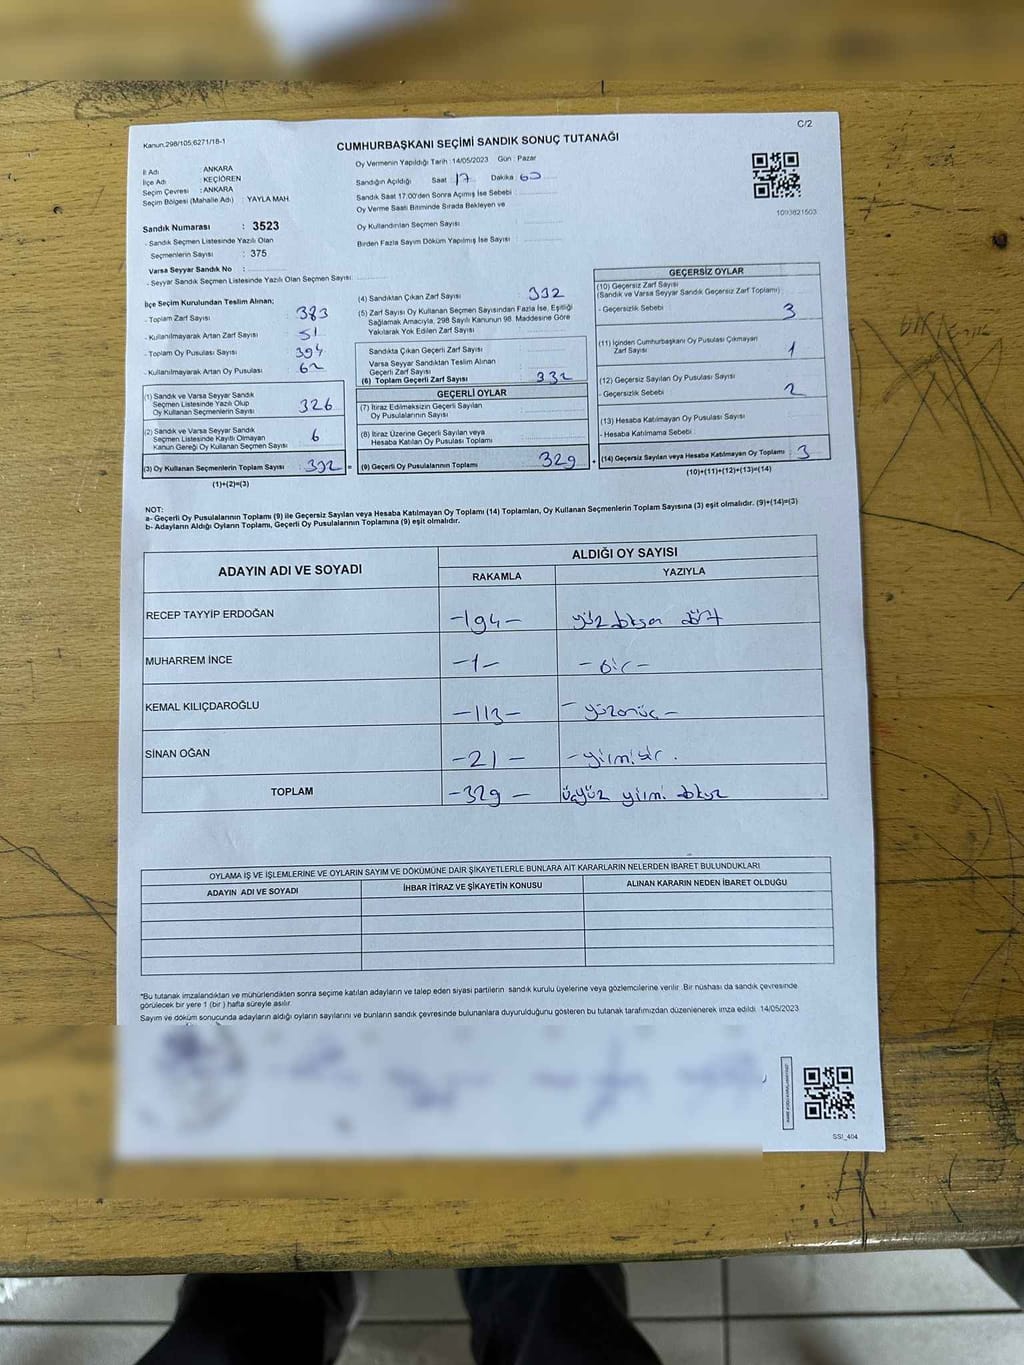 C/2
Kanun.298/105;6271/18-1
CUMHURBAŞKANI SEÇİMİ SANDIK SONUÇ TUTANAĞI
İl Adı : ANKARA
İlçe Adı : KEÇİÖREN
Seçim Çevresi : ANKARA
Seçim Bölgesi (Mahalle Adı) : YAYLA MAH.
Sandık Numarası : 3523
- Sandık Seçmen Listesinde Yazılı Olan
Seçmenlerin Sayısı : 375
Varsa Seyyar Sandık No :
- Seyyar Sandık Seçmen Listesinde Yazılı Olan Seçmen Sayısı:
Oy Vermenin Yapıldığı Tarih :14/05/2023 Gün : Pazar
Sandığın Açıldığı Saat 17 Dakika
Sandık Saat 17:00'den Sonra Açımış İse Sebebi :
Oy Verme Saati Bitiminde Sırada Bekleyen ve
Oy Kullandırılan Seçmen Sayısı
Birden Fazla Sayım Döküm Yapılmış İse Sayısı :
1093821503
İlçe Seçim Kurulundan Teslim Alınan;
- Toplam Zarf Sayısı : 383
- Kullanılmayarak Artan Zarf Sayısı : 51
- Toplam Oy Pusulası Sayısı : 394
- Kullanılmayarak Artan Oy Pusulası : 62
(1) Sandık ve Varsa Seyyar Sandık
Seçmen Listesinde Yazılı Olup
Oy Kullanan Seçmenlerin Sayısı : 326
(2) Sandık ve Varsa Seyyar Sandık
Seçmen Listesinde Kayıtlı Olmayan
Kanun Gereği Oy Kullanan Seçmen Sayısı : 6
(3) Oy Kullanan Seçmenlerin Toplam Sayısı : 332 =
(1)+(2)=(3)
(4) Sandıktan Çıkan Zarf Sayısı : 332
(5) Zarf Sayısı Oy Kullanan Seçmen Sayısından Fazla İse, Eşitliği
Sağlamak Amacıyla, 298 Sayılı Kanunun 98. Maddesine Göre
Yakılarak Yok Edilen Zarf Sayısı :
Sandıkta Çıkan Geçerli Zarf Sayısı :
Varsa Seyyar Sandıktan Teslim Alınan
Geçerli Zarf Sayısı
(6) Toplam Geçerli Zarf Sayısı : 332
GEÇERLİ OYLAR
(7) İtiraz Edilmeksizin Geçerli Sayılan
Oy Pusulalarının Sayısı :
(8) İtiraz Üzerine Geçerli Sayılan veya
Hesaba Katılan Oy Pusulası Toplamı :
(9) Geçerli Oy Pusulalarının Toplamı : 329 +
GEÇERSİZ OYLAR
(10) Geçersiz Zarf Sayısı
(Sandık ve Varsa Seyyar Sandık Geçersiz Zarf Toplamı)
- Geçersizlik Sebebi : 3
(11) İçinden Cumhurbaşkanı Oy Pusulası Çıkmayan
Zarf Sayısı : 1
(12) Geçersiz Sayılan Oy Pusulası Sayısı :
- Geçersizlik Sebebi 2
(13) Hesaba Katılmayan Oy Pusulası Sayısı :
- Hesaba Katılmama Sebebi :
(14) Geçersiz Sayılan veya Hesaba Katılmayan Oy Toplamı : 3
(10)+(11)+(12)+(13)=(14)
NOT:
a- Geçerli Oy Pusulalarının Toplamı (9) ile Geçersiz Sayılan veya Hesaba Katılmayan Oy Toplamı (14) Toplamları, Oy Kullanan Seçmenlerin Toplam Sayısına (3) eşit olmalıdır. (9)+(14)=(3)
b- Adayların Aldığı Oyların Toplamı, Geçerli Oy Pusulalarının Toplamına (9) eşit olmalıdır.
ADAYIN ADI VE SOYADI ALDIĞI OY SAYISI
RAKAMLA YAZIYLA
RECEP TAYYİP ERDOĞAN -194- yüz doksan dört
MUHARREM İNCE -1- -bir-
KEMAL KILIÇDAROĞLU -113- -yüzonüç-
SİNAN OĞAN -21- -yirmibir.
TOPLAM -329- üçyüz yirmi dokuz
OYLAMA İŞ VE İŞLEMLERİNE VE OYLARIN SAYIM VE DÖKÜMÜNE DAİR ŞİKAYETLERLE BUNLARA AİT KARARLARIN NELERDEN İBARET BULUNDUKLARI
ADAYIN ADI VE SOYADI İHBAR İTİRAZ VE ŞİKAYETİN KONUSU ALINAN KARARIN NEDEN İBARET OLDUĞU
*Bu tutanak imzalandıktan ve mühürlendikten sonra seçime katılan adayların ve talep eden siyasi partilerin sandık kurulu üyelerine veya gözlemcilerine verilir. Bir nüshası da sandık çevresinde
görülecek bir yere 1 (bir ) hafta süreyle asılır.
Sayım ve döküm sonucunda adayların aldığı oyların sayılarını ve bunların sandık çevresinde bulunanlara duyurulduğunu gösteren bu tutanak tarafımızdan düzenlenerek imza edildi. 14/05/2023
SSİ_404